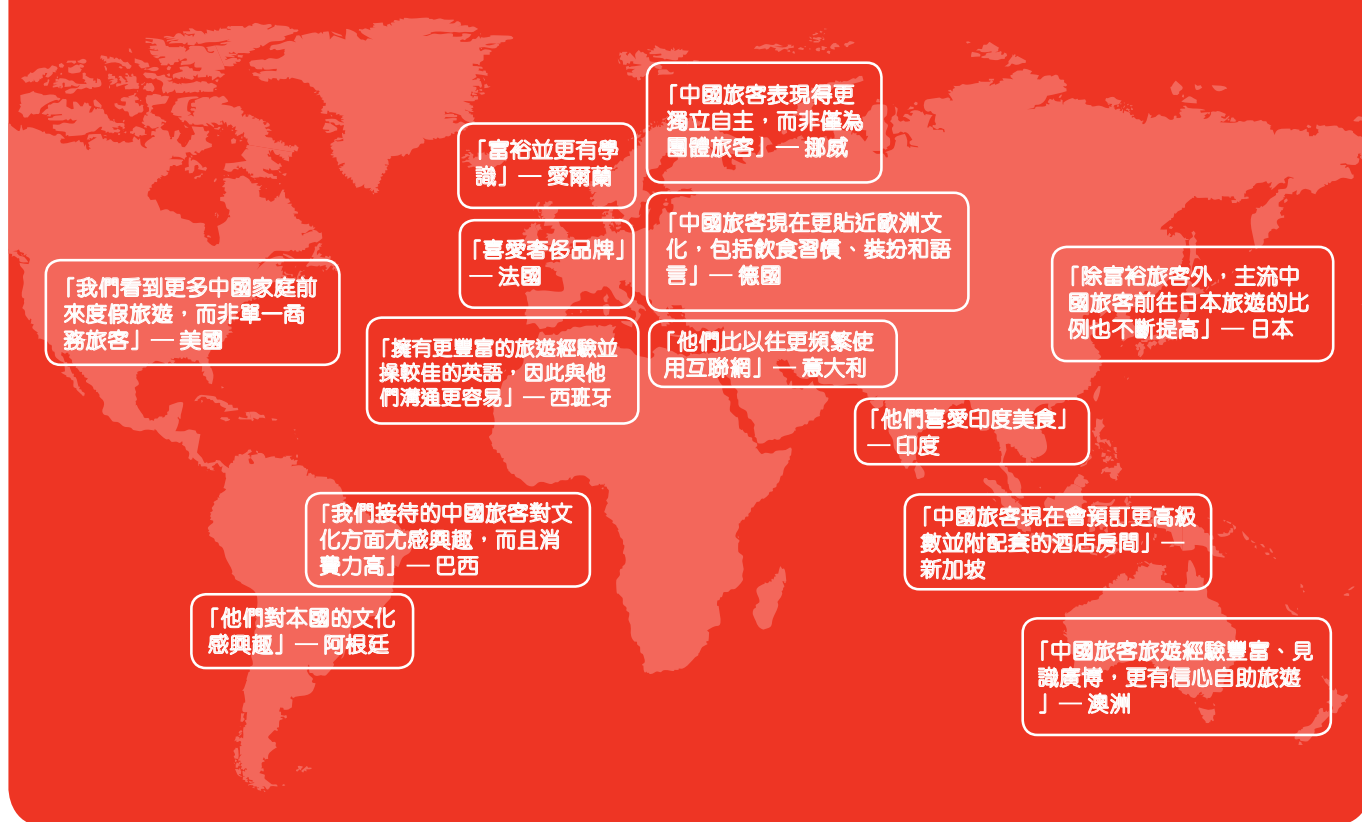 「中國旅客表現得更
獨立自主，而非僅為
團體旅客」— 挪威
「富裕並更有學
識」— 愛爾蘭
「中國旅客現在更貼近歐洲文
化，包括飲食習慣、裝扮和語
言」— 德國
「喜愛奢侈品牌」
— 法國
「我們看到更多中國家庭前
來度假旅遊，而非單一商
務旅客」— 美國
「除富裕旅客外，主流中
國旅客前往日本旅遊的比
例也不斷提高」— 日本
「擁有更豐富的旅遊經驗並
操較佳的英語，因此與他
們溝通更容易」— 西班牙
「他們比以往更頻繁使
用互聯網」— 意大利
「他們喜愛印度美食」
— 印度
「我們接待的中國旅客對文
化方面尤感興趣，而且消
費力高」— 巴西
「中國旅客現在會預訂更高級
數並附配套的酒店房間」—
新加坡
「他們對本國的文化
感興趣」— 阿根廷
「中國旅客旅遊經驗豐富、見
識廣博，更有信心自助旅遊
」— 澳洲